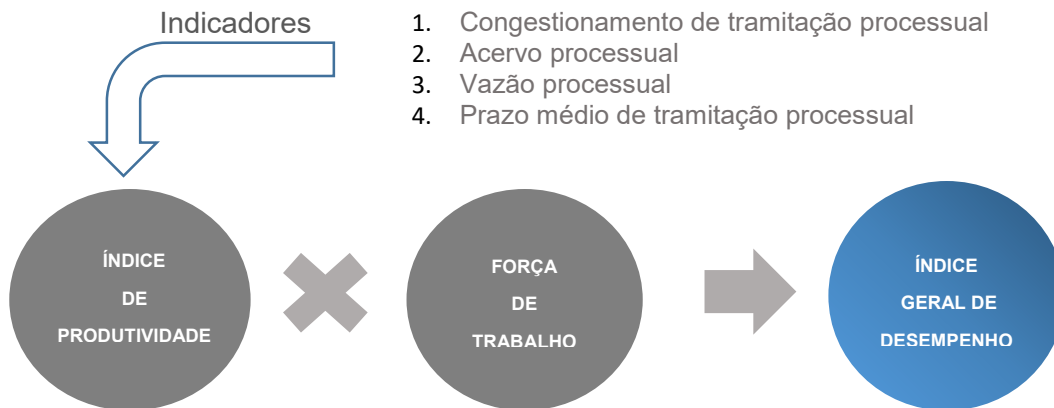 Indicadores
1. Congestionamento de tramitação processual
2. Acervo processual
3. Vazão processual
4. Prazo médio de tramitação processual
ÍNDICE
DE
PRODUTIVIDADE
FORÇA
DE
TRABALHO
ÍNDICE
GERAL DE
DESEMPENHO